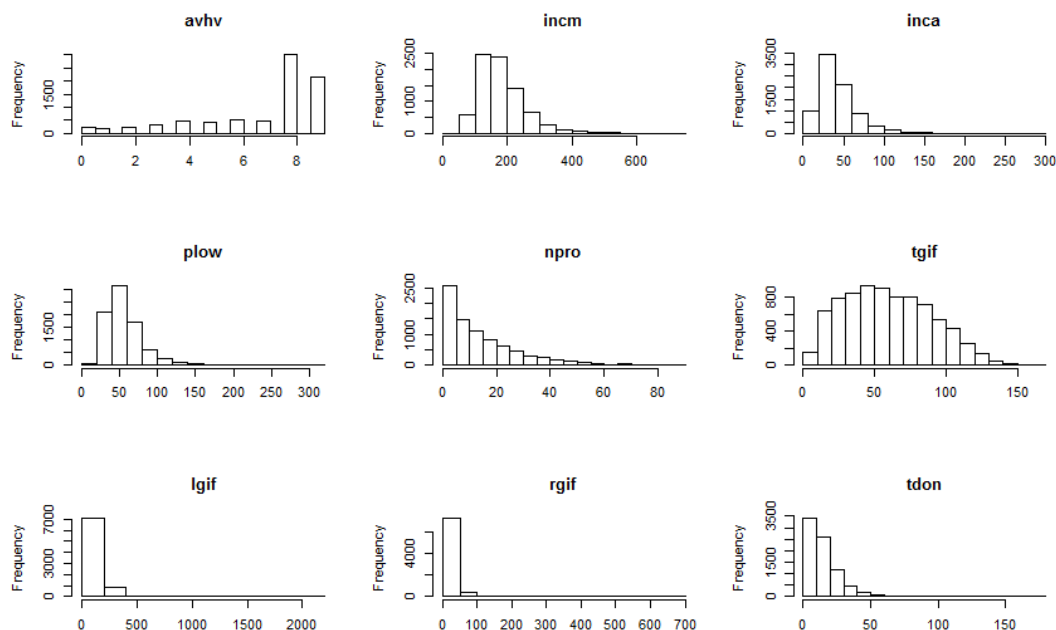 avhv
Frequency
0 1500
0 2 4 6 8
incm
Frequency
0 1000 2500
0 200 400 600
inca
Frequency
0 1500 3500
0 50 100 150 200 250 300
plow
Frequency
0 1500
0 50 100 150 200 250 300
npro
Frequency
0 1000 2500
0 20 40 60 80
tgif
Frequency
0 400 800
0 50 100 150
lgif
Frequency
0 3000 7000
0 500 1000 1500 2000
rgif
Frequency
0 4000
0 100 200 300 400 500 600 700
tdon
Frequency
0 1500 3500
0 50 100 150